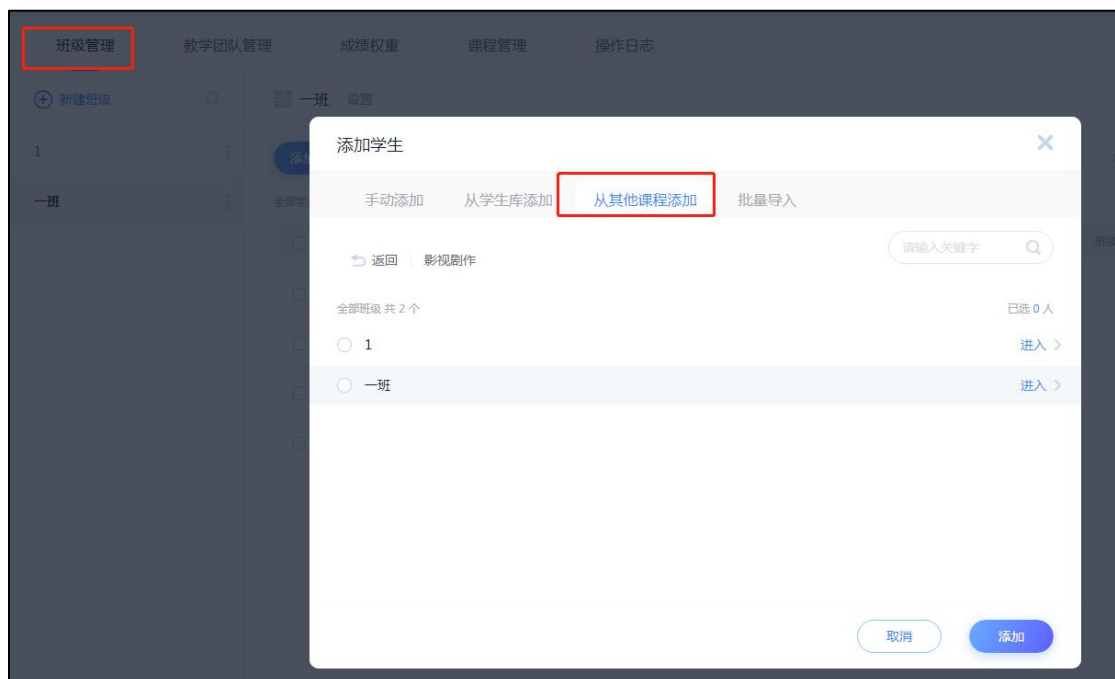 班级管理 教学团队管理 成绩权重 课程管理 操作日志
新建班级 一班 设置
添加学生
1
一班
手动添加 从学生库添加 从其他课程添加 批量导入
返回 影视剧作 请输入关键字
全部班级 共 2 个 已选 0 人
1 进入
一班 进入
取消 添加